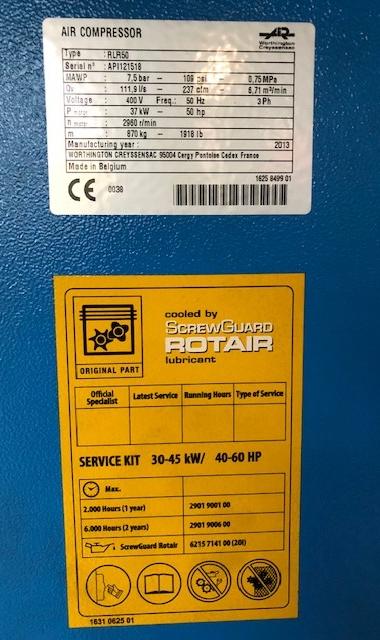 AIR COMPRESSOR
AR
Worthington
Creyssensac
Type : RLR50
Serial n° : API121518
MAWP : 7,5 bar - 109 psi - 0,75 MPa
Qv : 111,9 l/s - 237 cfm - 6,71 m³/min
Voltage : 400 V Freq.: 50 Hz 3 Ph
P motor : 37 kW - 50 hp
n motor : 2960 r/min
m : 870 kg - 1918 lb
Manufacturing year : 2013
WORTHINGTON CREYSSENSAC 95004 Cergy Pontoise Cedex France
Made in Belgium
1625 8499 01
CE 0038
cooled by
SCREWGUARD
ROTAIR
lubricant
ORIGINAL PART
Official Specialist Latest Service Running Hours Type of Service
SERVICE KIT 30-45 kW/ 40-60 HP
Max.
2.000 Hours (1 year) 2901 9001 00
6.000 Hours (2 years) 2901 9006 00
ScrewGuard Rotair 6215 7141 00 (20l)
1631 0625 01